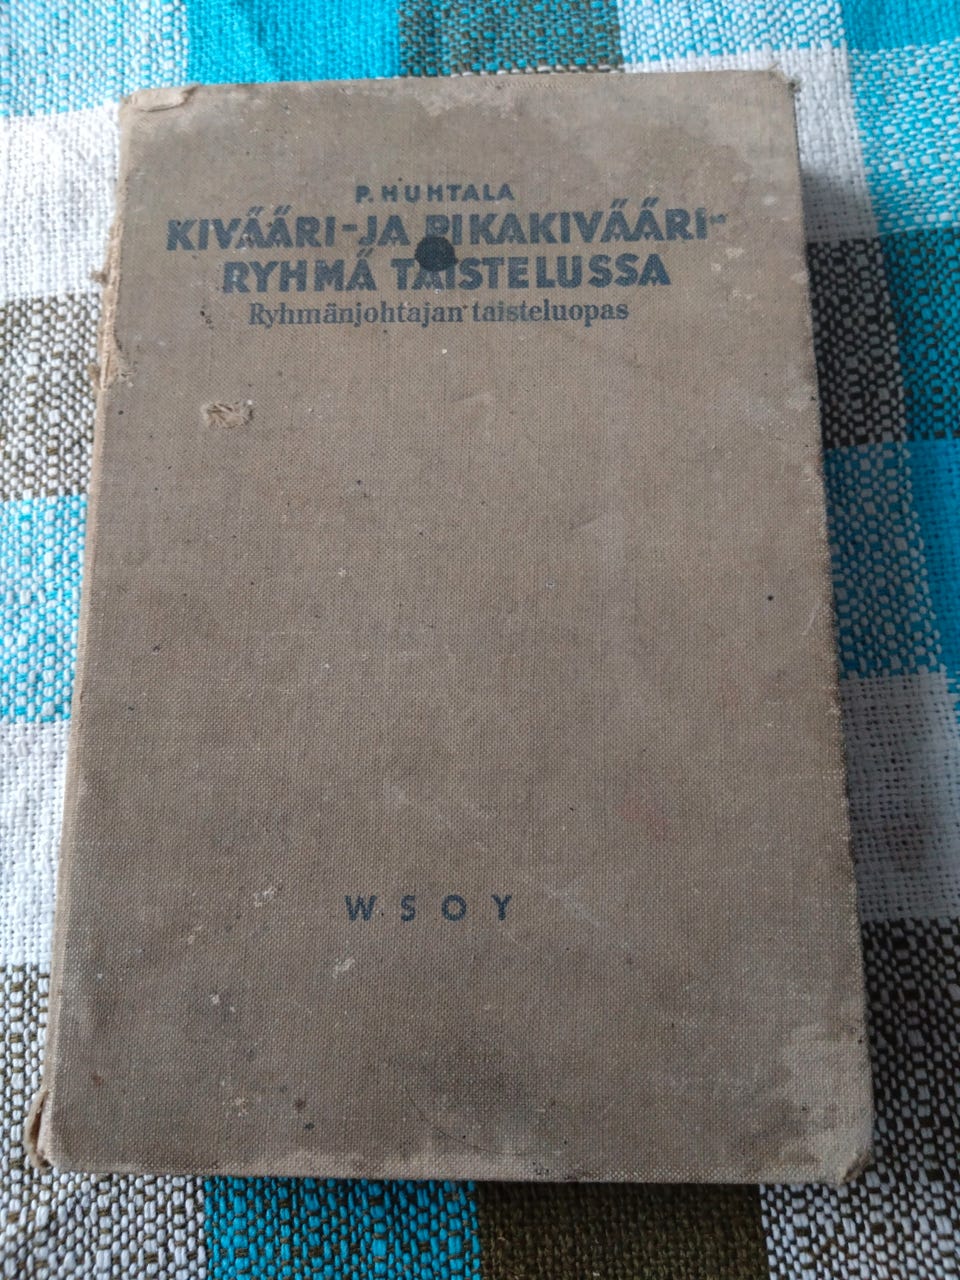 P. HUHTALA
KIVÄÄRI-JA PIKAKIVÄÄRI-
RYHMÄ TAISTELUSSA
Ryhmänjohtajan taisteluopas
WSOY